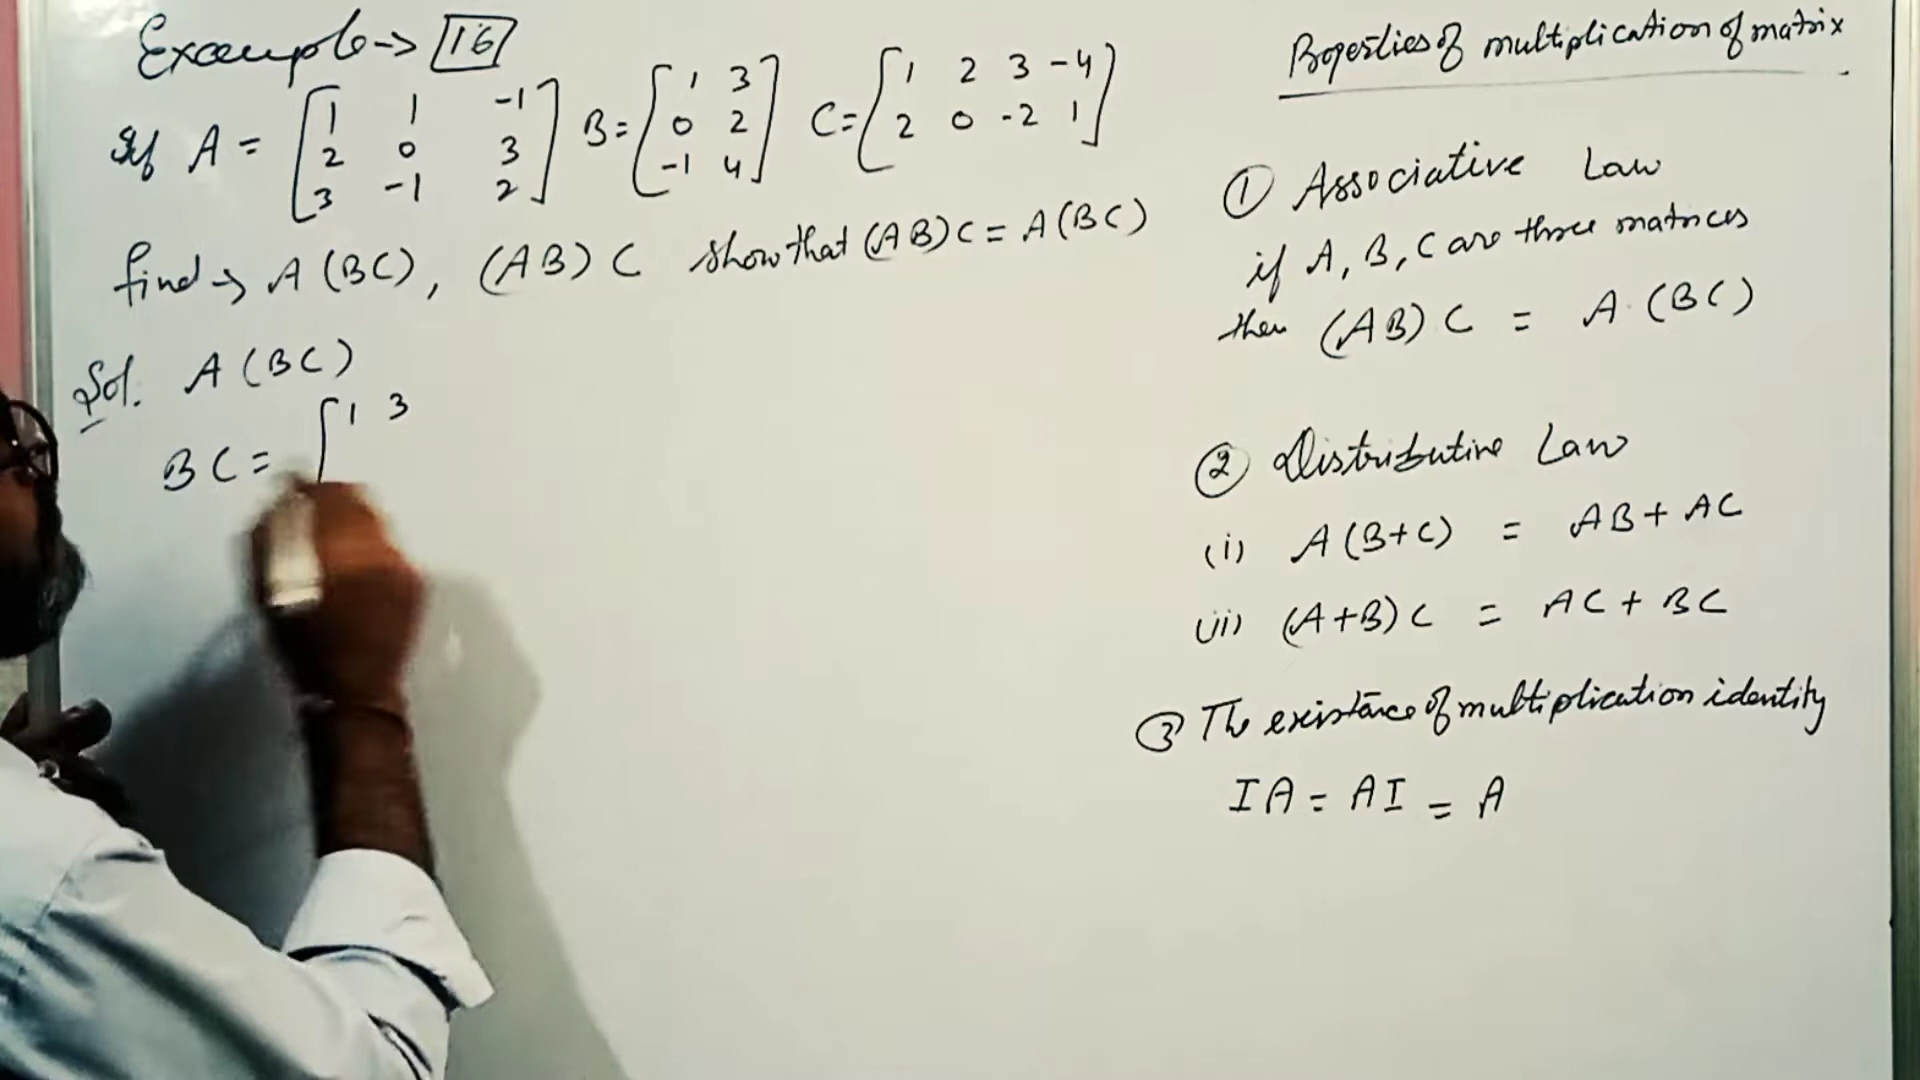 Example → 16
If A = [1 1 -1 B = [1 3 C = [1 2 3 -4
2 0 3] 0 2] 2 0 -2 1]
3 -1 2 -1 4
find → A(BC), (AB)C show that (AB)C = A(BC)
Sol. A(BC)
BC = [1 3
Properties of multiplication of matrix
① Associative Law
if A, B, C are three matrices
then (AB)C = A.(BC)
② Distributive Law
(i) A(B+C) = AB+AC
(ii) (A+B)C = AC+BC
③ The existance of multiplication identity
IA = AI = A